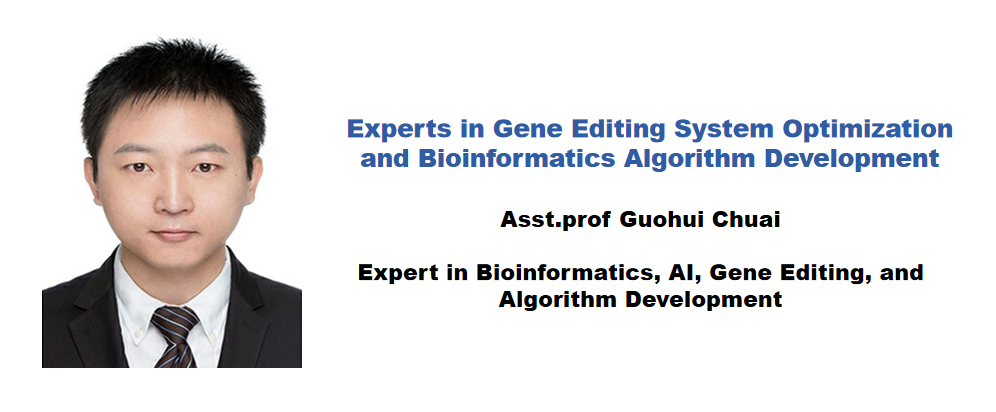 Experts in Gene Editing System Optimization
and Bioinformatics Algorithm Development
Asst.prof Guohui Chuai
Expert in Bioinformatics, AI, Gene Editing, and
Algorithm Development